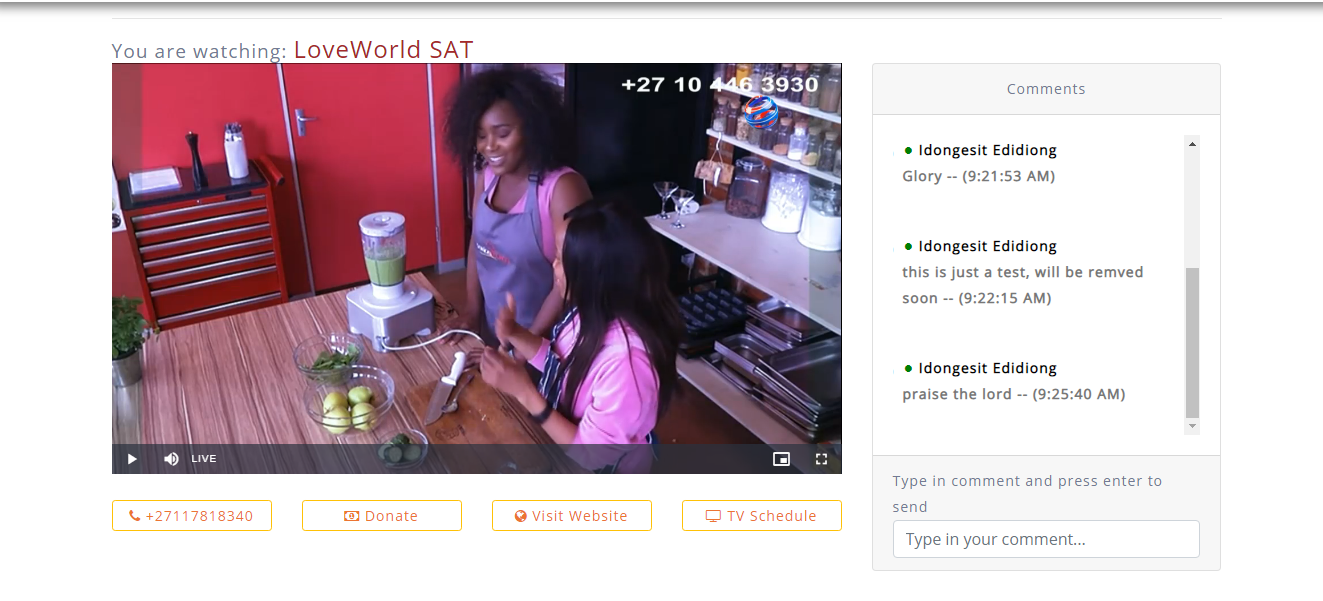 You are watching: LoveWorld SAT
+27 10 446 3930
LIVE
+27117818340
Donate
Visit Website
TV Schedule
Comments
Idongesit Edidiong
Glory -- (9:21:53 AM)
Idongesit Edidiong
this is just a test, will be remved
soon -- (9:22:15 AM)
Idongesit Edidiong
praise the lord -- (9:25:40 AM)
Type in comment and press enter to
send
Type in your comment...